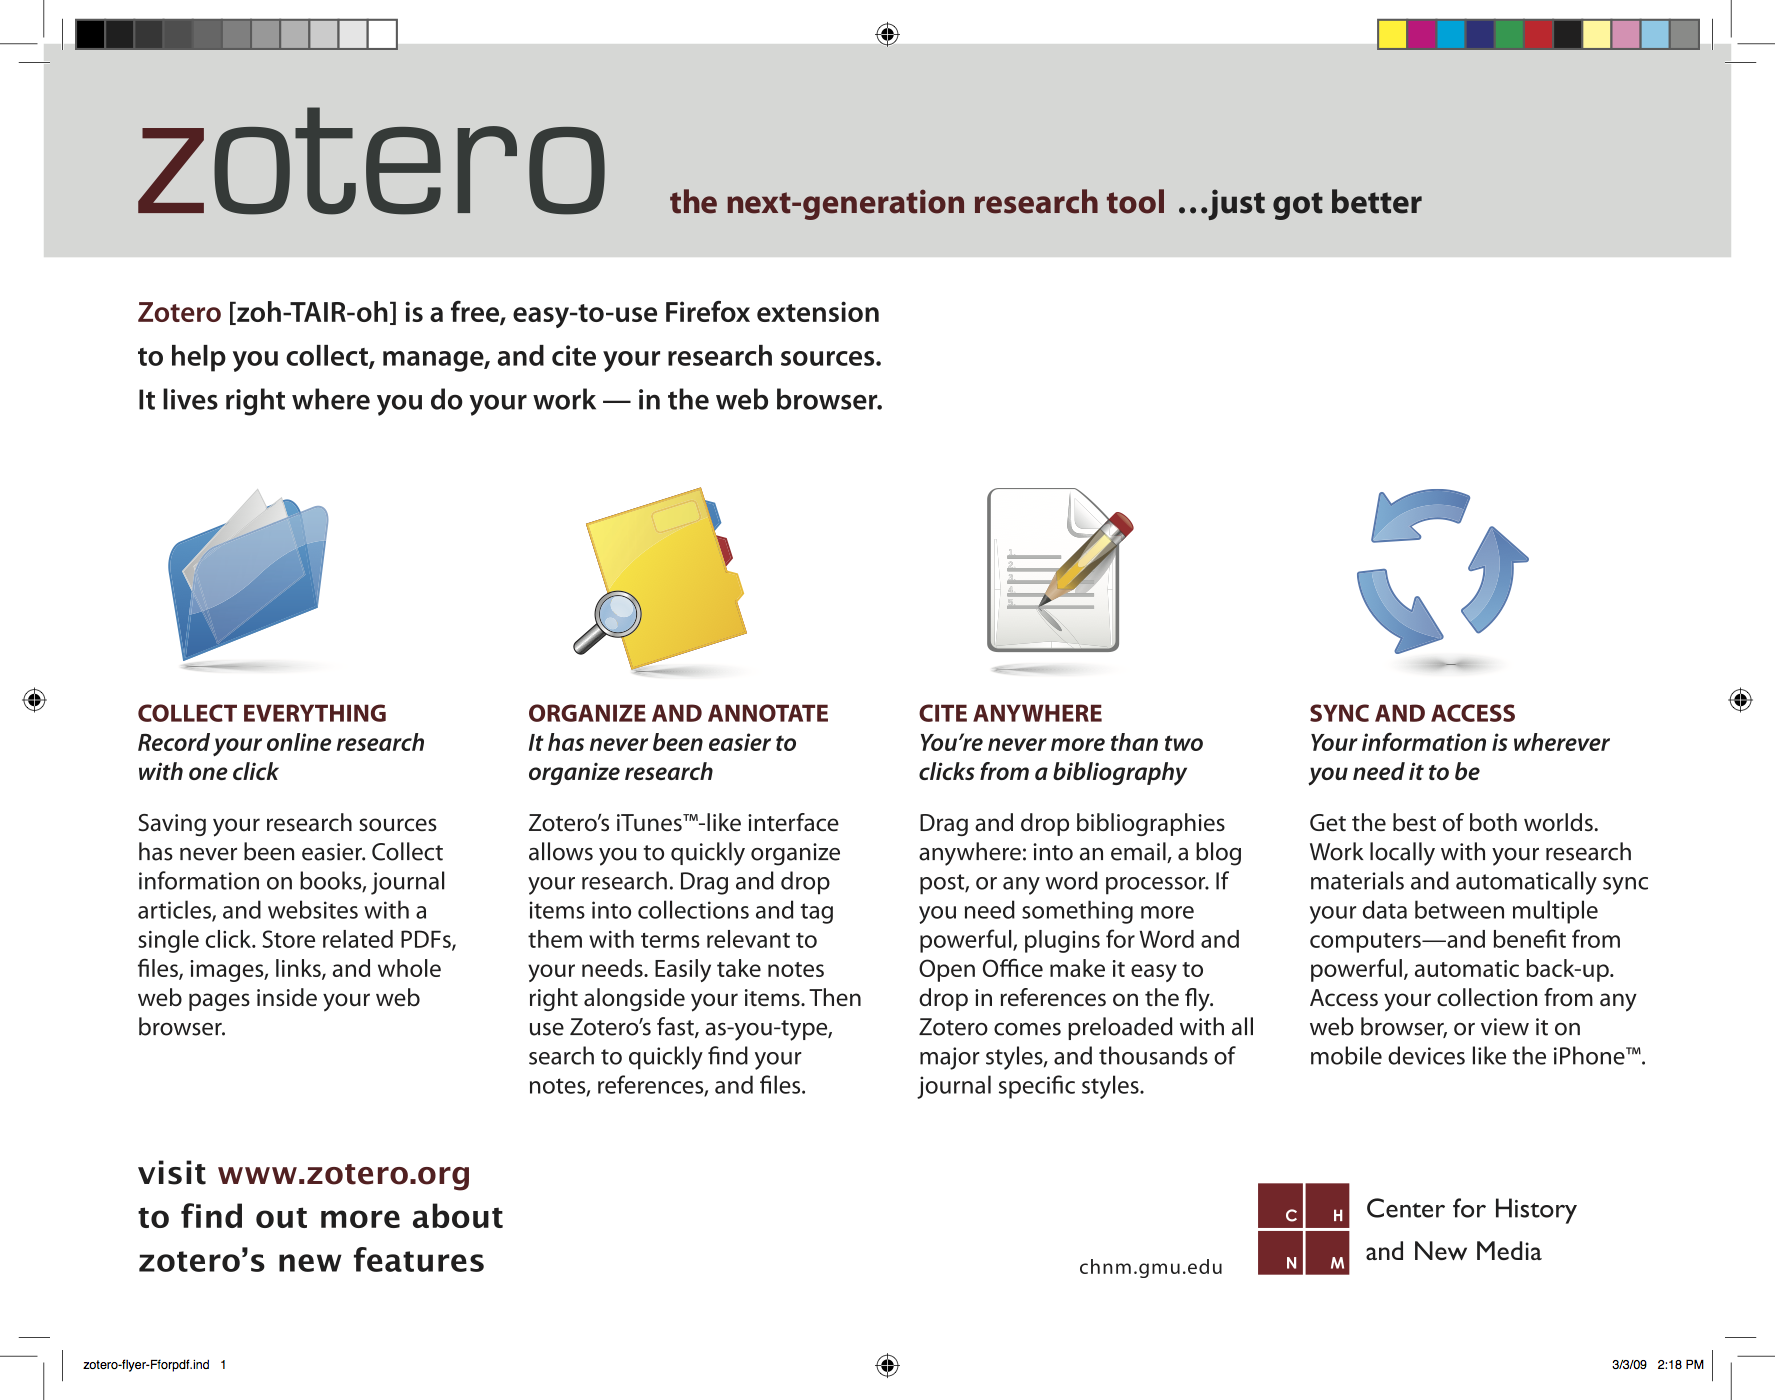 zotero
the next-generation research tool …just got better
Zotero [zoh-TAIR-oh] is a free, easy-to-use Firefox extension
to help you collect, manage, and cite your research sources.
It lives right where you do your work — in the web browser.
COLLECT EVERYTHING
Record your online research
with one click
Saving your research sources
has never been easier. Collect
information on books, journal
articles, and websites with a
single click. Store related PDFs,
files, images, links, and whole
web pages inside your web
browser.
ORGANIZE AND ANNOTATE
It has never been easier to
organize research
Zotero’s iTunes™-like interface
allows you to quickly organize
your research. Drag and drop
items into collections and tag
them with terms relevant to
your needs. Easily take notes
right alongside your items. Then
use Zotero’s fast, as-you-type,
search to quickly find your
notes, references, and files.
1
2
3
4
5
CITE ANYWHERE
You’re never more than two
clicks from a bibliography
Drag and drop bibliographies
anywhere: into an email, a blog
post, or any word processor. If
you need something more
powerful, plugins for Word and
Open Office make it easy to
drop in references on the fly.
Zotero comes preloaded with all
major styles, and thousands of
journal specific styles.
SYNC AND ACCESS
Your information is wherever
you need it to be
Get the best of both worlds.
Work locally with your research
materials and automatically sync
your data between multiple
computers—and benefit from
powerful, automatic back-up.
Access your collection from any
web browser, or view it on
mobile devices like the iPhone™.
visit www.zotero.org
to find out more about
zotero’s new features
chnm.gmu.edu
C H
N M
Center for History
and New Media
zotero-flyer-Fforpdf.ind 1
3/3/09 2:18 PM